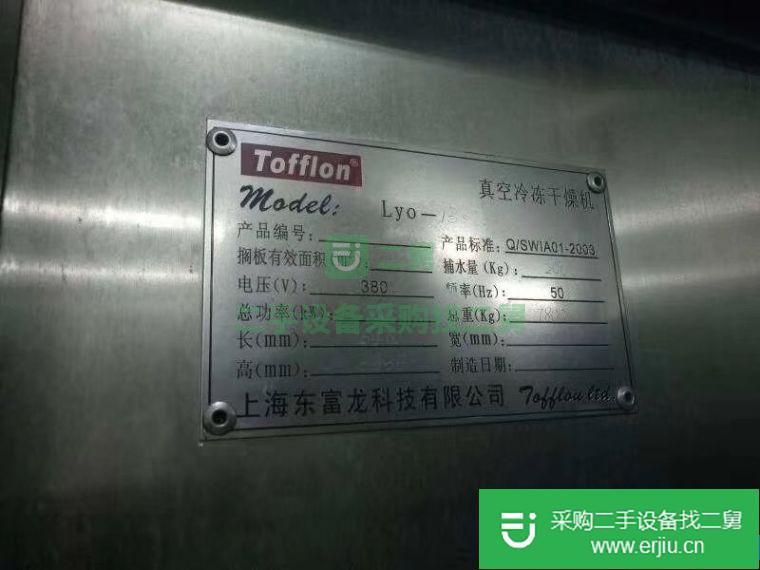 Tofflon®
真空冷冻干燥机
Model: Lyo-
产品编号: 产品标准: Q/SWIA01-2003
搁板有效面积 捕水量(Kg):
电压(V): 380 频率(Hz): 50
总功率(kW): 总重(Kg):
长(mm): 宽(mm):
高(mm): 制造日期:
上海东富龙科技有限公司 Tofflon ltd.
二舅
二手设备采购找二舅
采购二手设备找二舅
www.erjiu.cn